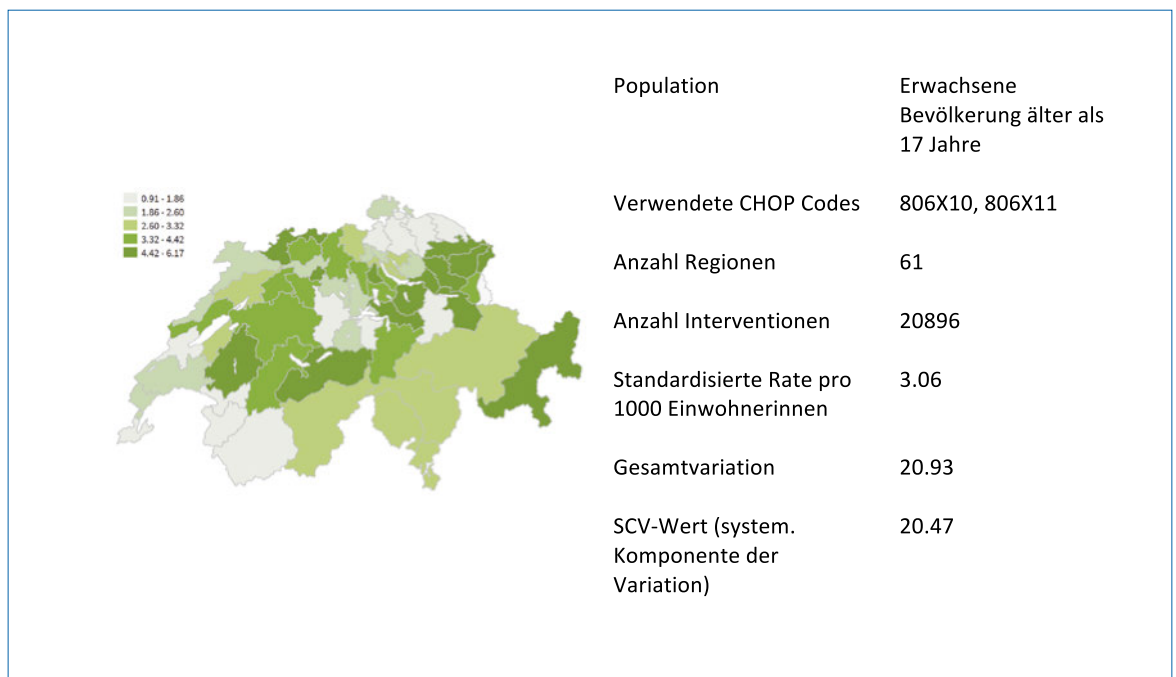 0.91 - 1.86
1.86 - 2.60
2.60 - 3.32
3.32 - 4.42
4.42 - 6.17
Population
Erwachsene
Bevölkerung älter als
17 Jahre
Verwendete CHOP Codes
806X10, 806X11
Anzahl Regionen
61
Anzahl Interventionen
20896
Standardisierte Rate pro
1000 Einwohnerinnen
3.06
Gesamtvariation
20.93
SCV-Wert (system.
Komponente der
Variation)
20.47